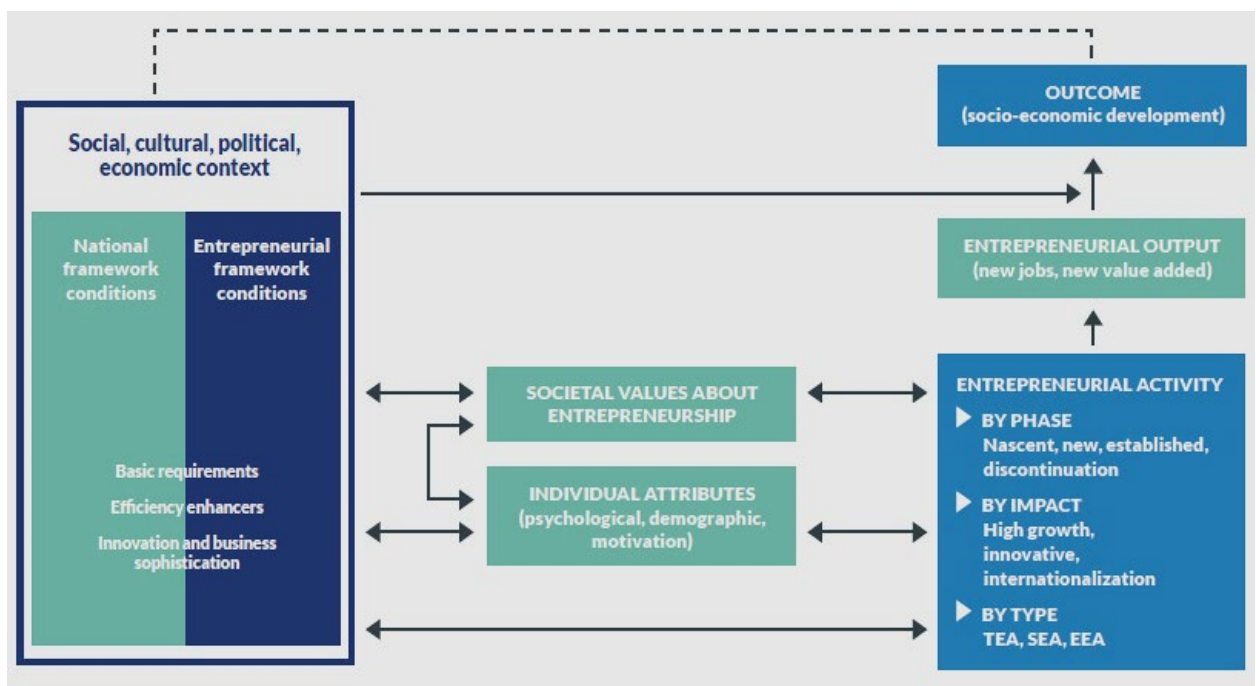 Social, cultural, political,
economic context
National
framework
conditions
Entrepreneurial
framework
conditions
Basic requirements
Efficiency enhancers
Innovation and business
sophistication
SOCIETAL VALUES ABOUT
ENTREPRENEURSHIP
INDIVIDUAL ATTRIBUTES
(psychological, demographic,
motivation)
OUTCOME
(socio-economic development)
ENTREPRENEURIAL OUTPUT
(new jobs, new value added)
ENTREPRENEURIAL ACTIVITY
BY PHASE
Nascent, new, established,
discontinuation
BY IMPACT
High growth,
innovative,
internationalization
BY TYPE
TEA, SEA, EEA